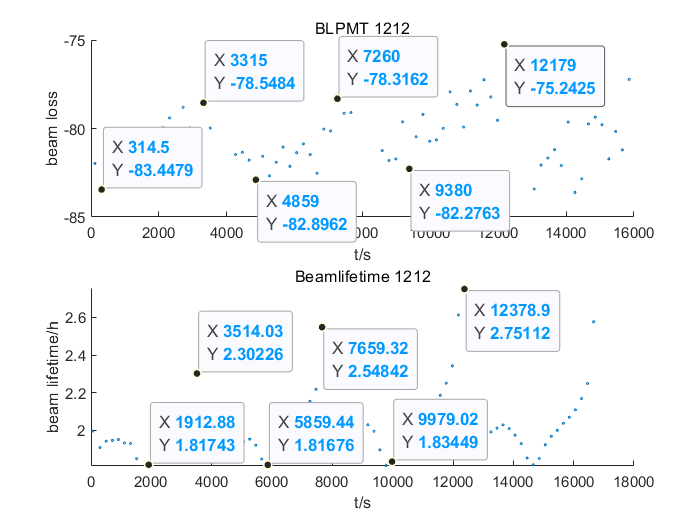 BLPMT 1212
-75
-80
-85
beam loss
X 3315
Y -78.5484
X 7260
Y -78.3162
X 12179
Y -75.2425
X 314.5
Y -83.4479
X 4859
Y -82.8962
X 9380
Y -82.2763
0 2000 4000 8000 10000 12000 14000 16000
t/s
Beamlifetime 1212
2.6
2.4
2.2
2
beam lifetime/h
X 3514.03
Y 2.30226
X 7659.32
Y 2.54842
X 12378.9
Y 2.75112
X 1912.88
Y 1.81743
X 5859.44
Y 1.81676
X 9979.02
Y 1.83449
0 2000 4000 6000 8000 10000 12000 14000 16000 18000
t/s